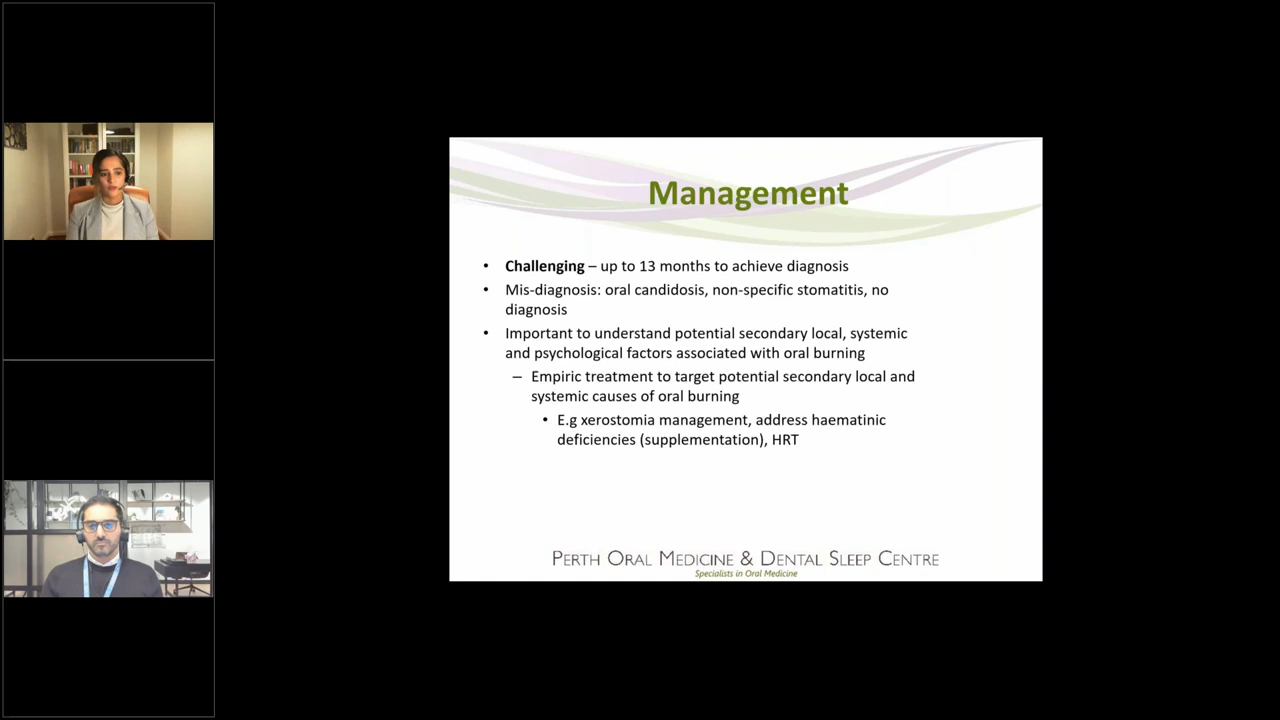 Management
• Challenging – up to 13 months to achieve diagnosis
• Mis-diagnosis: oral candidosis, non-specific stomatitis, no
diagnosis
• Important to understand potential secondary local, systemic
and psychological factors associated with oral burning
– Empiric treatment to target potential secondary local and
systemic causes of oral burning
• E.g xerostomia management, address haematinic
deficiencies (supplementation), HRT
PERTH ORAL MEDICINE & DENTAL SLEEP CENTRE
Specialists in Oral Medicine